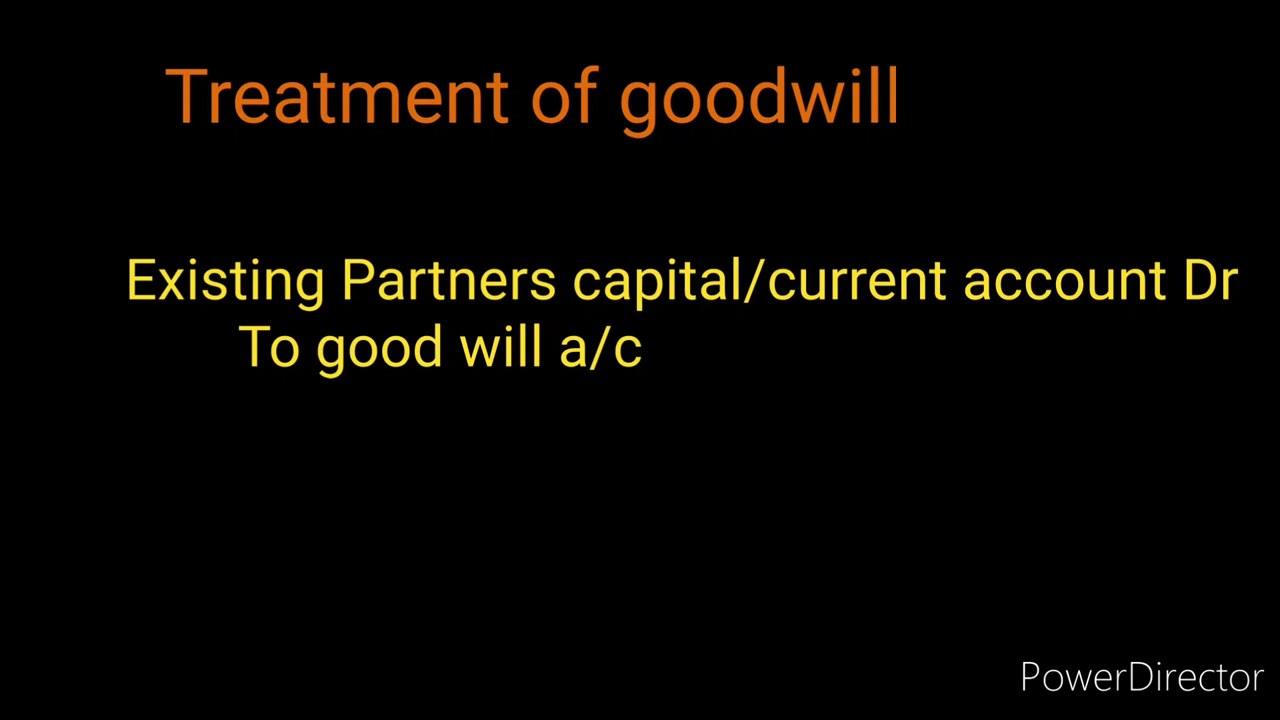 Treatment of goodwill
Existing Partners capital/current account Dr
To good will a/c
PowerDirector